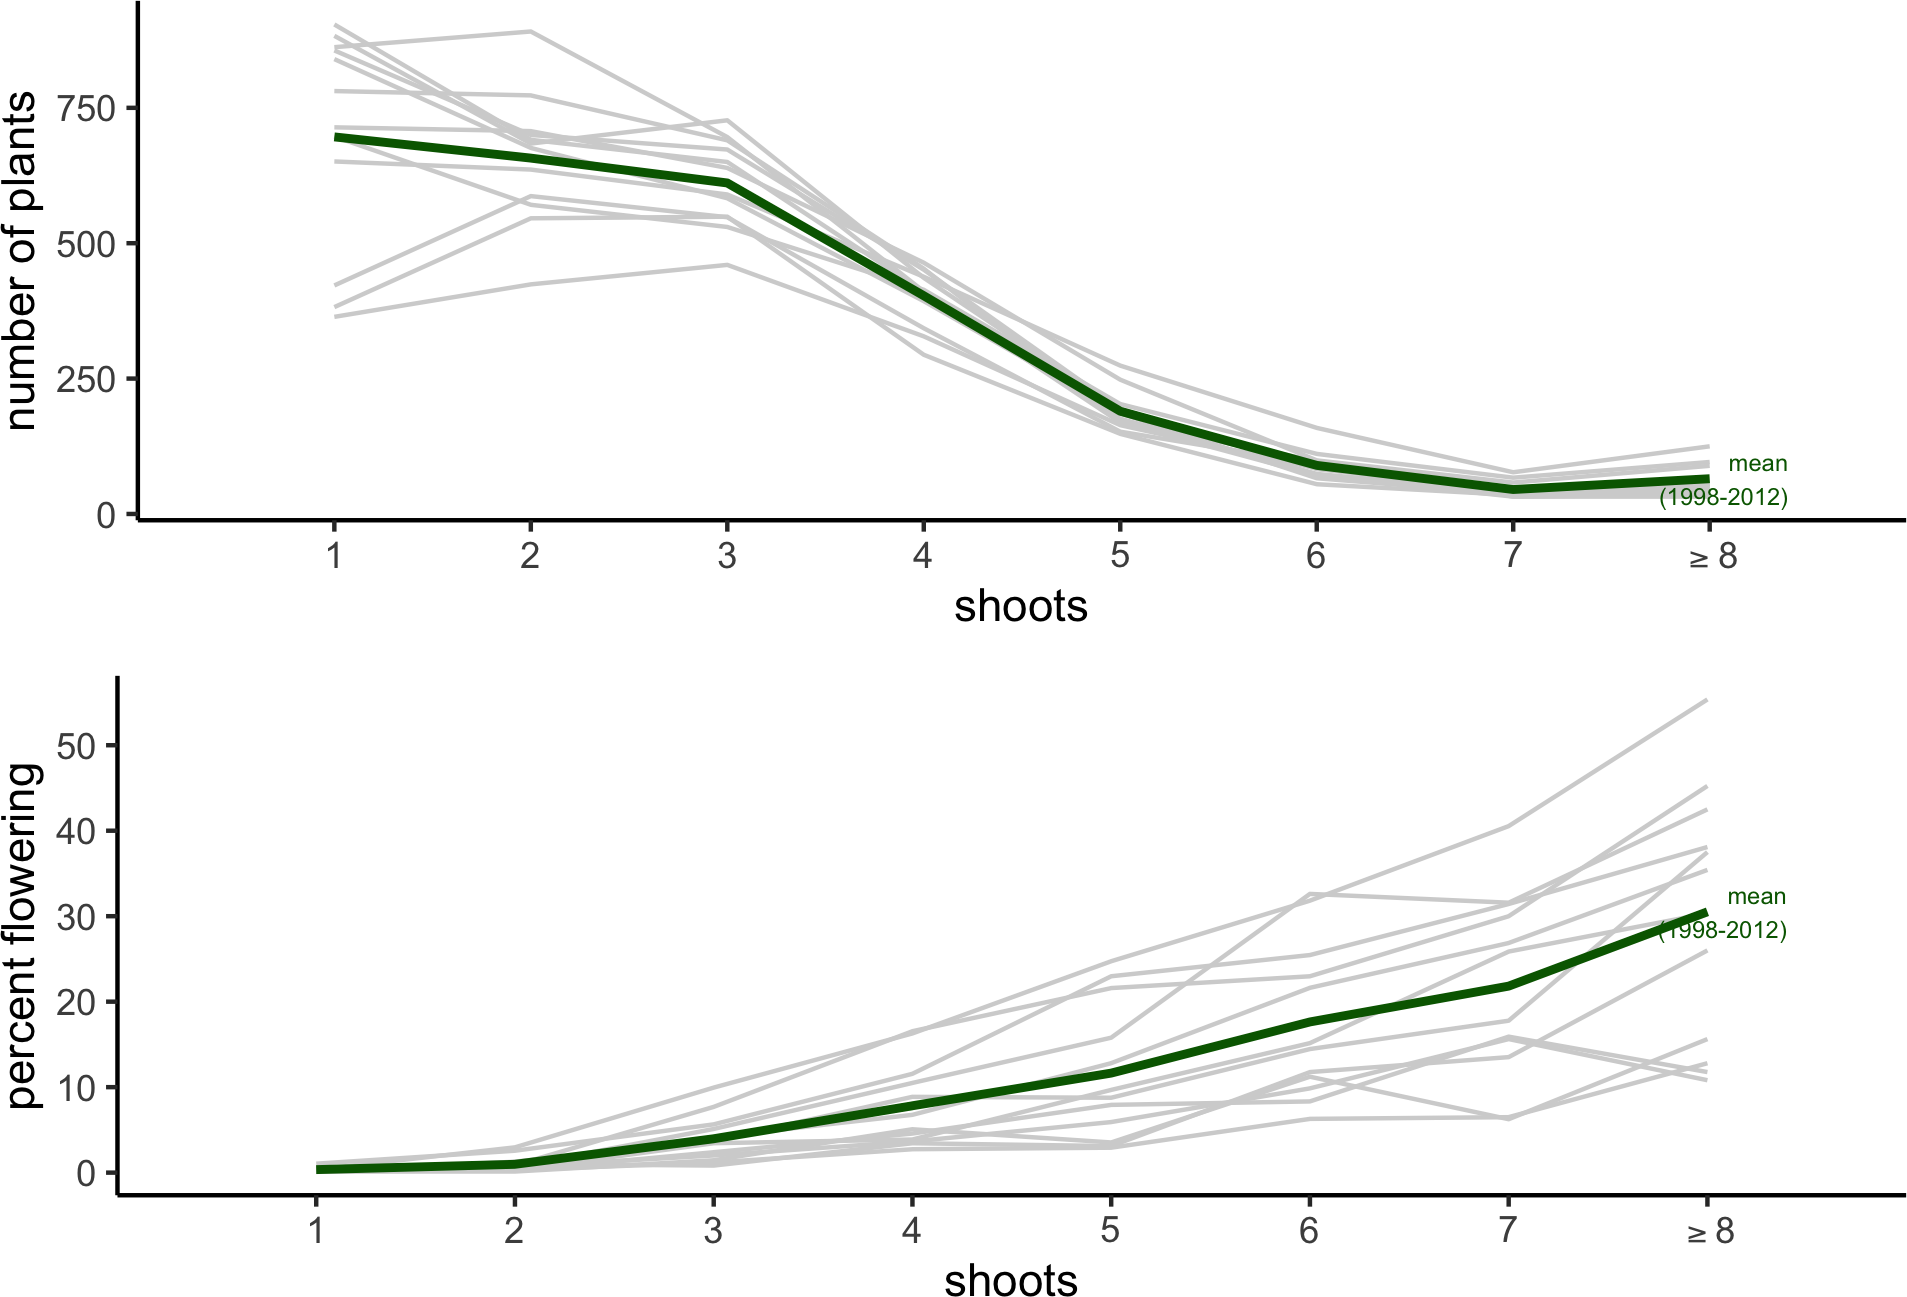 number of plants
750
500
250
0
1 2 3 4 5 6 7 ≥ 8
shoots
mean
(1998-2012)
percent flowering
50
40
30
20
10
0
1 2 3 4 5 6 7 ≥ 8
shoots
mean
(1998-2012)